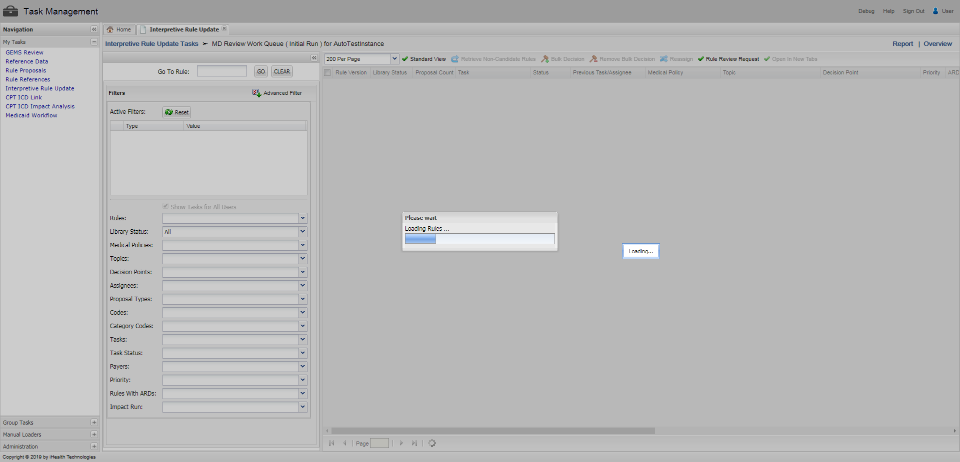 Task Management
Debug Help Sign Out User
Navigation
My Tasks
GEMS Review
Reference Data
Rule Proposals
Rule References
Interpretive Rule Update
CPT ICD Link
CPT ICD Impact Analysis
Medicaid Workflow
Group Tasks
Manual Loaders
Administration
Home Interpretive Rule Update
Interpretive Rule Update Tasks ► MD Review Work Queue ( Initial Run ) for AutoTestInstance
Report | Overview
Go To Rule: GO CLEAR
Filters Advanced Filter
Active Filters: Reset
Type Value
Show Tasks for All Users
Rules:
Library Status: All
Medical Policies:
Topics:
Decision Points:
Assignees:
Proposal Types:
Codes:
Category Codes:
Tasks:
Task Status:
Payers:
Priority:
Rules With ARDs:
Impact Run:
200 Per Page Standard View Retrieve Non-Candidate Rules Bulk Decision Remove Bulk Decision Reassign Rule Review Request Open in New Tabs
Rule Version Library Status Proposal Count Task Status Previous Task/Assignee Medical Policy Topic Decision Point Priority ARD
Please wait
Loading Rules ...
Loading...
Page
Copyright © 2019 by iHealth Technologies